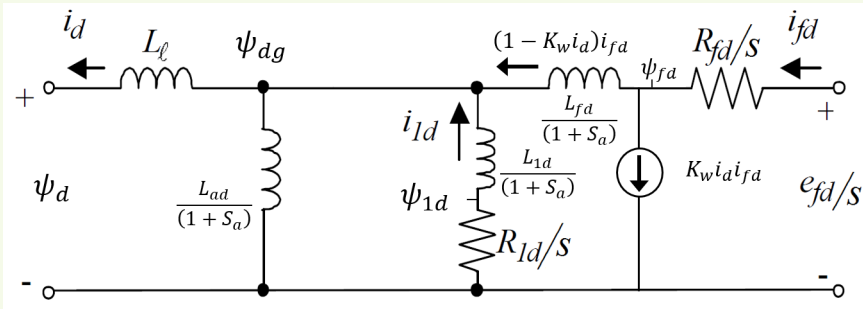 i_d
L_ℓ
ψ_dg
(1 − K_w i_d)i_fd
R_fd/s
i_fd
ψ_fd
+
+
L_fd
(1 + S_a)
i_1d
L_1d
(1 + S_a)
K_w i_d i_fd
ψ_d
L_ad
(1 + S_a)
ψ_1d
e_fd/s
R_1d/s
-
-